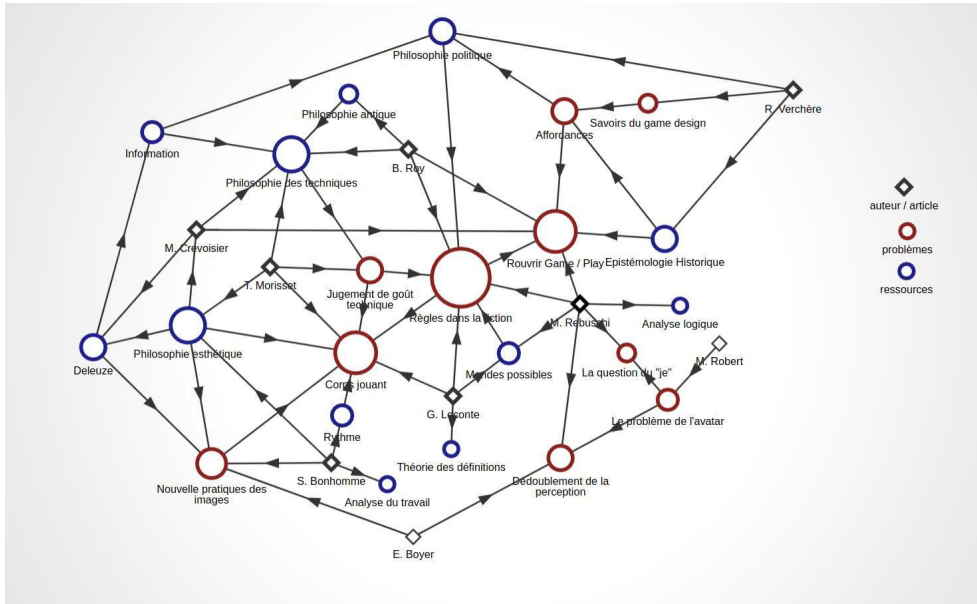 Philosophie politique
Philosophie antique
R. Verchère
Savoirs du game design
Affordances
Information
B. Roy
Philosophie des techniques
auteur / article
problèmes
ressources
M. Crevoisier
Rouvrir Game / Play
Epistémologie Historique
T. Morisset
Jugement de goût
technique
Règles dans la fiction
M. Rebuschi
Analyse logique
Philosophie esthétique
Deleuze
Mondes possibles
La question du "je"
M. Robert
Corps jouant
G. Leconte
Le problème de l'avatar
Rythme
Théorie des définitions
S. Bonhomme
Dédoublement de la
perception
Nouvelle pratiques des
images
Analyse du travail
E. Boyer